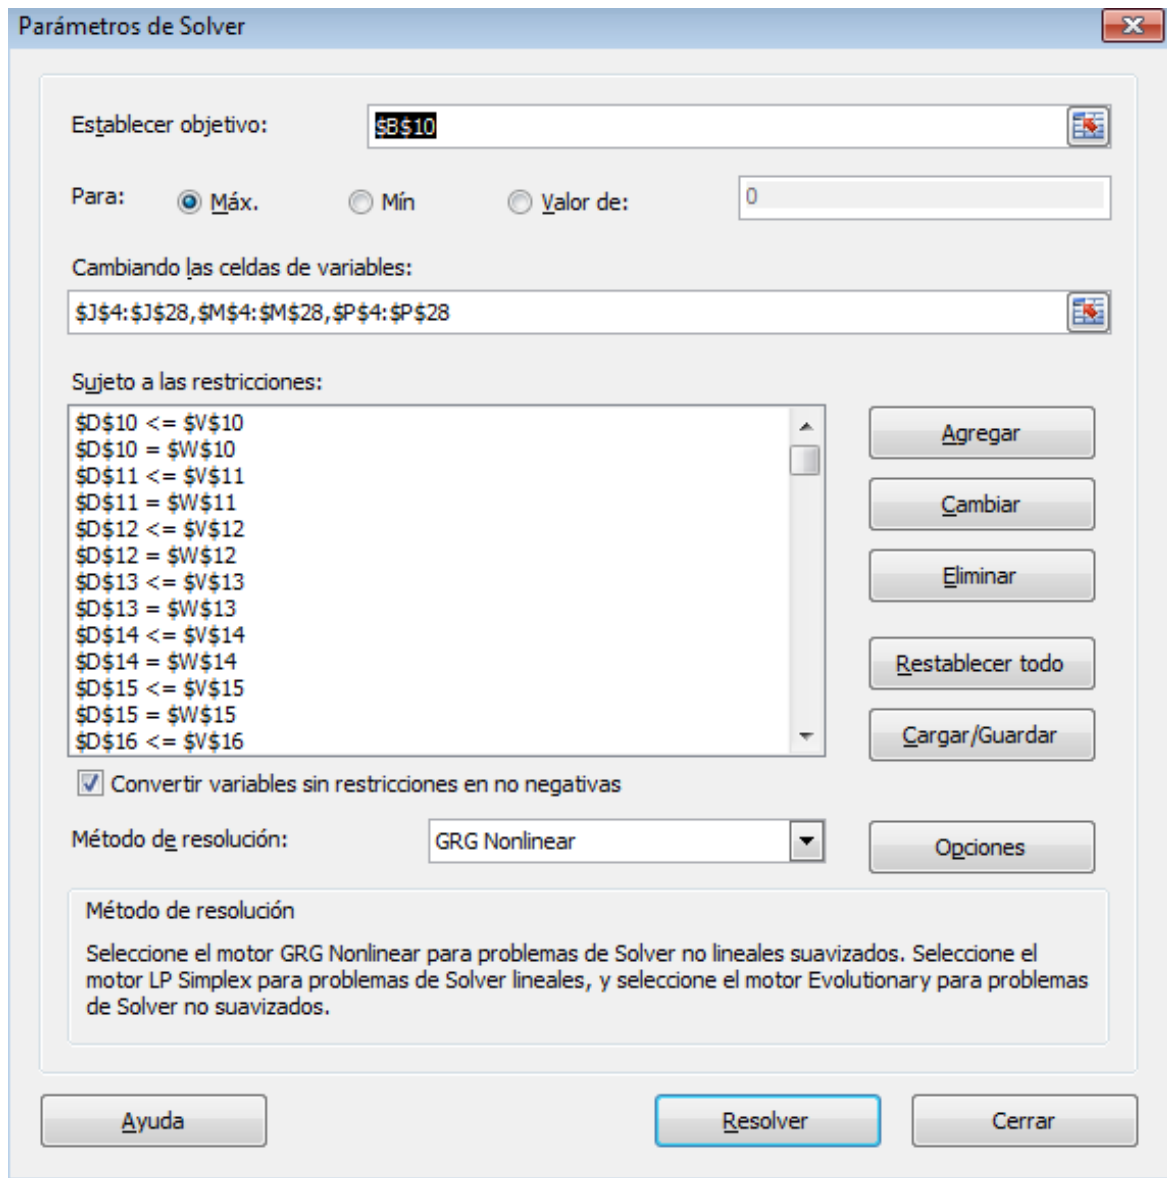 Parámetros de Solver
Establecer objetivo:
$B$10
Para:
Máx.
Mín
Valor de:
0
Cambiando las celdas de variables:
$J$4:$J$28,$M$4:$M$28,$P$4:$P$28
Sujeto a las restricciones:
$D$10 <= $V$10
$D$10 = $W$10
$D$11 <= $V$11
$D$11 = $W$11
$D$12 <= $V$12
$D$12 = $W$12
$D$13 <= $V$13
$D$13 = $W$13
$D$14 <= $V$14
$D$14 = $W$14
$D$15 <= $V$15
$D$15 = $W$15
$D$16 <= $V$16
Agregar
Cambiar
Eliminar
Restablecer todo
Cargar/Guardar
Convertir variables sin restricciones en no negativas
Método de resolución:
GRG Nonlinear
Opciones
Método de resolución
Seleccione el motor GRG Nonlinear para problemas de Solver no lineales suavizados. Seleccione el
motor LP Simplex para problemas de Solver lineales, y seleccione el motor Evolutionary para problemas
de Solver no suavizados.
Ayuda
Resolver
Cerrar